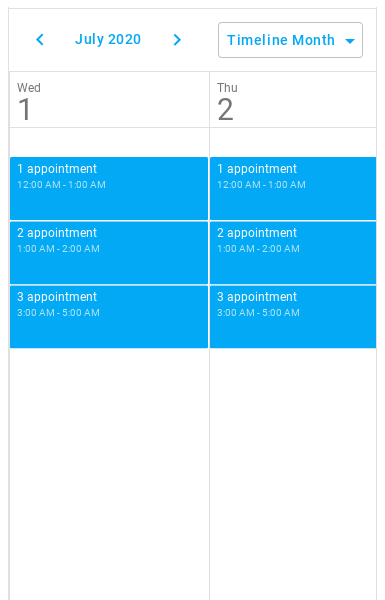 July 2020
Timeline Month
Wed
1
Thu
2
1 appointment
12:00 AM - 1:00 AM
1 appointment
12:00 AM - 1:00 AM
2 appointment
1:00 AM - 2:00 AM
2 appointment
1:00 AM - 2:00 AM
3 appointment
3:00 AM - 5:00 AM
3 appointment
3:00 AM - 5:00 AM